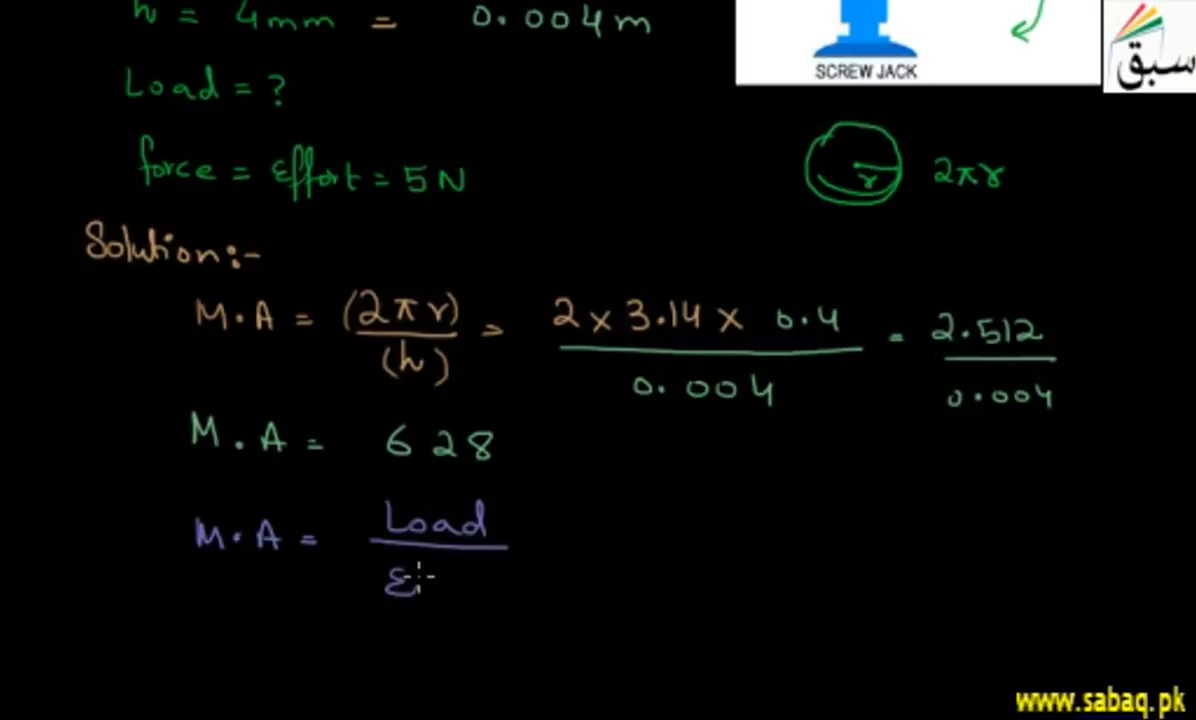 h = 4mm = 0.004m
SCREW JACK
سبق
Load = ?
force = Effort = 5N
r 2πr
Solution:-
M.A = (2πr)/(h) = 2 x 3.14 x 0.4/0.004 = 2.512/0.004
M.A = 628
M.A = Load/E
www.sabaq.pk